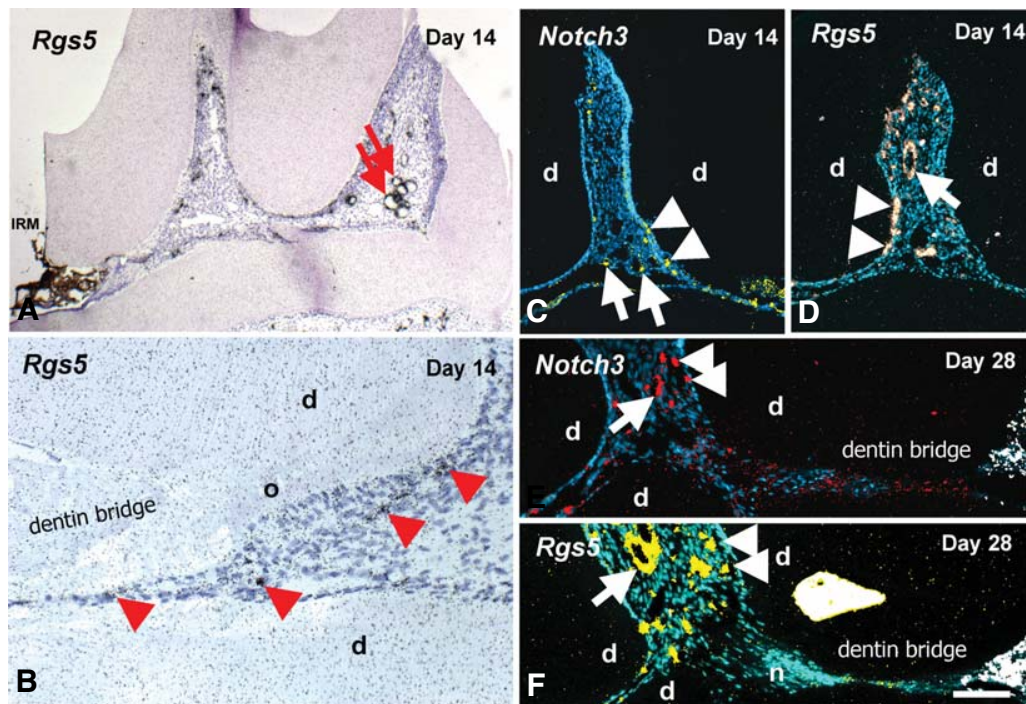 Rgs5
Day 14
IRM
A
Rgs5
Day 14
d
o
dentin bridge
d
B
Notch3
Day 14
d
d
C
Rgs5
Day 14
d
d
D
Notch3
Day 28
d
d
dentin bridge
d
E
Rgs5
Day 28
d
dentin bridge
d
n
d
F